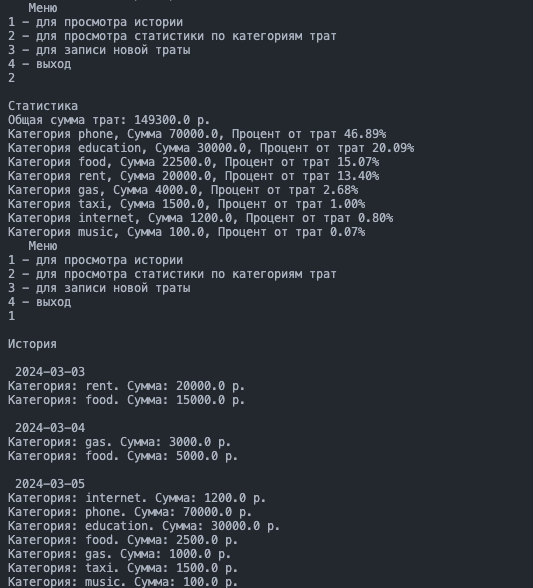 Меню
1 – для просмотра истории
2 – для просмотра статистики по категориям трат
3 – для записи новой траты
4 – выход
2
Статистика
Общая сумма трат: 149300.0 р.
Категория phone, Сумма 70000.0, Процент от трат 46.89%
Категория education, Сумма 30000.0, Процент от трат 20.09%
Категория food, Сумма 22500.0, Процент от трат 15.07%
Категория rent, Сумма 20000.0, Процент от трат 13.40%
Категория gas, Сумма 4000.0, Процент от трат 2.68%
Категория taxi, Сумма 1500.0, Процент от трат 1.00%
Категория internet, Сумма 1200.0, Процент от трат 0.80%
Категория music, Сумма 100.0, Процент от трат 0.07%
Меню
1 – для просмотра истории
2 – для просмотра статистики по категориям трат
3 – для записи новой траты
4 – выход
1
История
2024-03-03
Категория: rent. Сумма: 20000.0 р.
Категория: food. Сумма: 15000.0 р.
2024-03-04
Категория: gas. Сумма: 3000.0 р.
Категория: food. Сумма: 5000.0 р.
2024-03-05
Категория: internet. Сумма: 1200.0 р.
Категория: phone. Сумма: 70000.0 р.
Категория: education. Сумма: 30000.0 р.
Категория: food. Сумма: 2500.0 р.
Категория: gas. Сумма: 1000.0 р.
Категория: taxi. Сумма: 1500.0 р.
Категория: music. Сумма: 100.0 р.